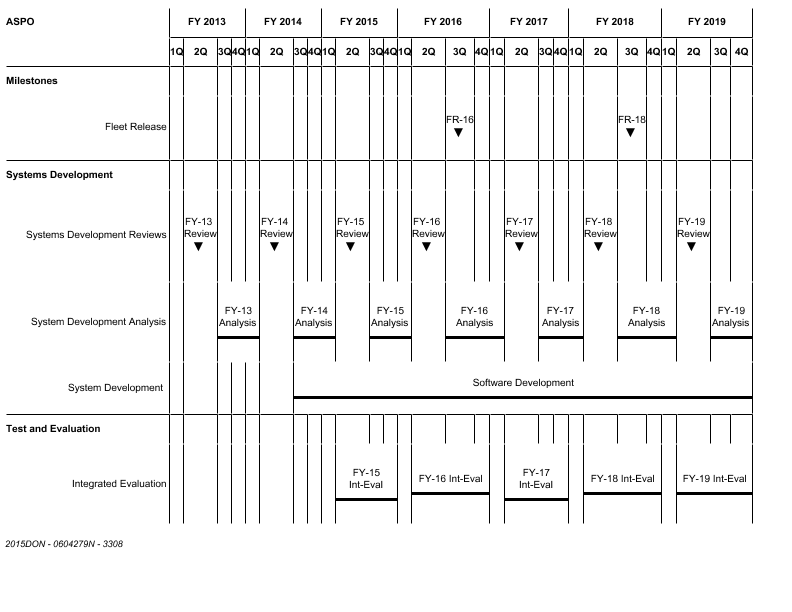 ASPO FY 2013 FY 2014 FY 2015 FY 2016 FY 2017 FY 2018 FY 2019
1Q 2Q 3Q 4Q 1Q 2Q 3Q 4Q 1Q 2Q 3Q 4Q 1Q 2Q 3Q 4Q 1Q 2Q 3Q 4Q 1Q 2Q 3Q 4Q 1Q 2Q 3Q 4Q
Milestones
Fleet Release FR-16 FR-18
Systems Development
Systems Development Reviews
FY-13 FY-14 FY-15 FY-16 FY-17 FY-18 FY-19
Review Review Review Review Review Review Review
System Development Analysis
FY-13 FY-14 FY-15 FY-16 FY-17 FY-18 FY-19
Analysis Analysis Analysis Analysis Analysis Analysis Analysis
System Development Software Development
Test and Evaluation
Integrated Evaluation
FY-15
Int-Eval
FY-16 Int-Eval
FY-17
Int-Eval
FY-18 Int-Eval
FY-19 Int-Eval
2015DON - 0604279N - 3308